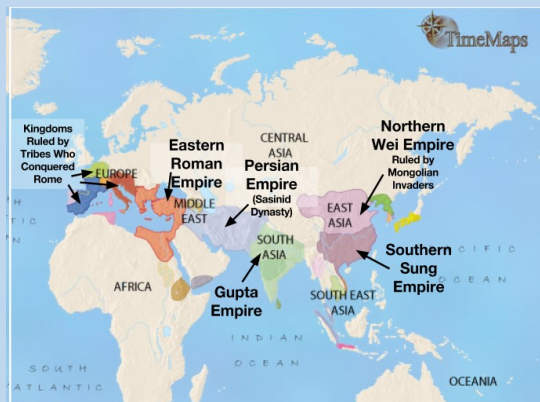 TimeMaps
Kingdoms
Ruled by
Tribes Who
Conquered
Rome
EUROPE
Eastern
Roman
Empire
MIDDLE
EAST
Persian
Empire
(Sasinid
Dynasty)
CENTRAL
ASIA
Northern
Wei Empire
Ruled by
Mongolian
Invaders
EAST
ASIA
SOUTH
ASIA
Southern
Sung
Empire
Gupta
Empire
AFRICA
SOUTH EAST
ASIA
INDIAN
OCEAN
CIFIC
OCEAN
SOUTH
ATLANTIC
OCEANIA